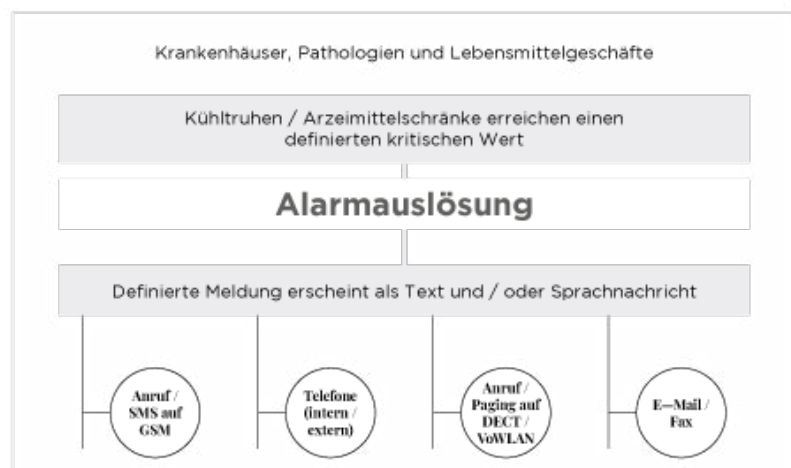 Krankenhäuser, Pathologien und Lebensmittelgeschäfte
Kühltruhen / Arzeimittelschränke erreichen einen
definierten kritischen Wert
Alarmauslösung
Definierte Meldung erscheint als Text und / oder Sprachnachricht
Anruf /
SMS auf
GSM
Telefone
(intern /
extern)
Anruf /
Paging auf
DECT /
VoWLAN
E—Mail /
Fax